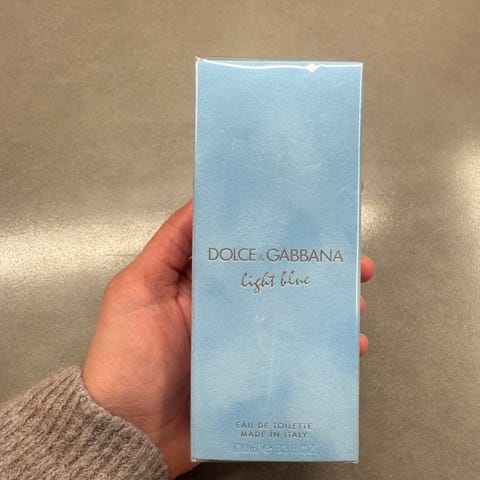 DOLCE & GABBANA
light blue
EAU DE TOILETTE
MADE IN ITALY
100ml e 3.3 FL.OZ